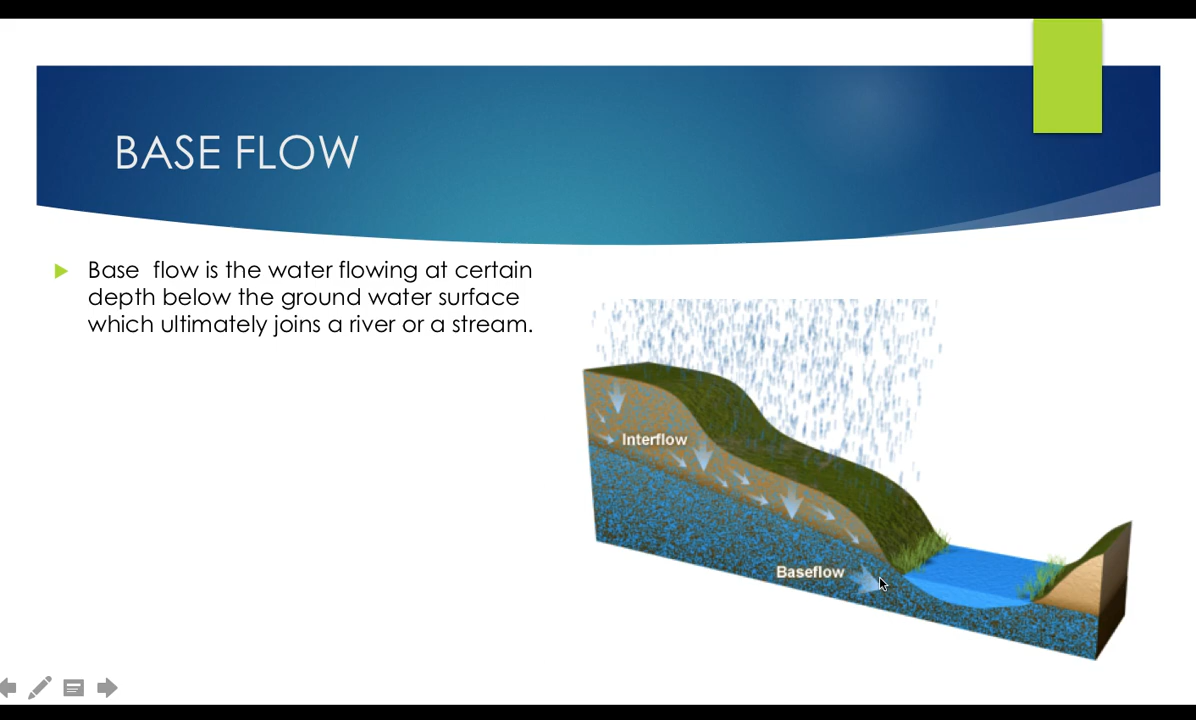 BASE FLOW
Base flow is the water flowing at certain
depth below the ground water surface
which ultimately joins a river or a stream.
Interflow
Baseflow